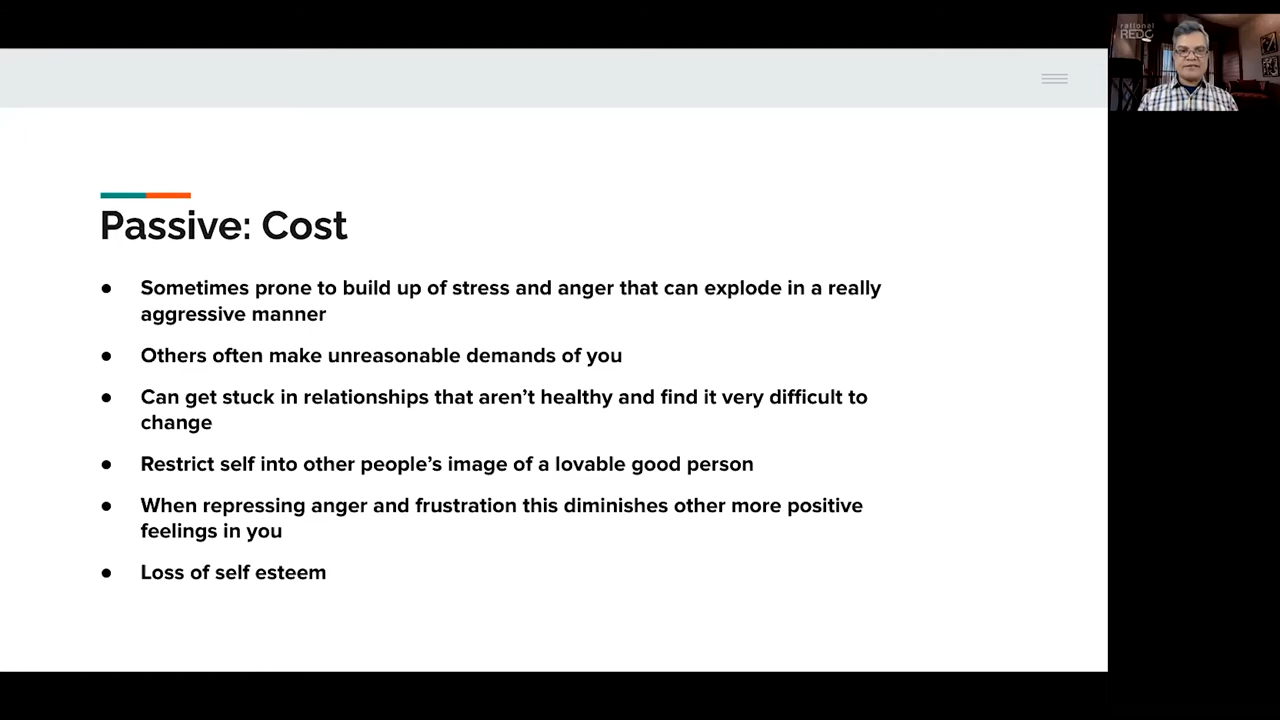 rational
REDC
Passive: Cost
● Sometimes prone to build up of stress and anger that can explode in a really
aggressive manner
● Others often make unreasonable demands of you
● Can get stuck in relationships that aren’t healthy and find it very difficult to
change
● Restrict self into other people’s image of a lovable good person
● When repressing anger and frustration this diminishes other more positive
feelings in you
● Loss of self esteem